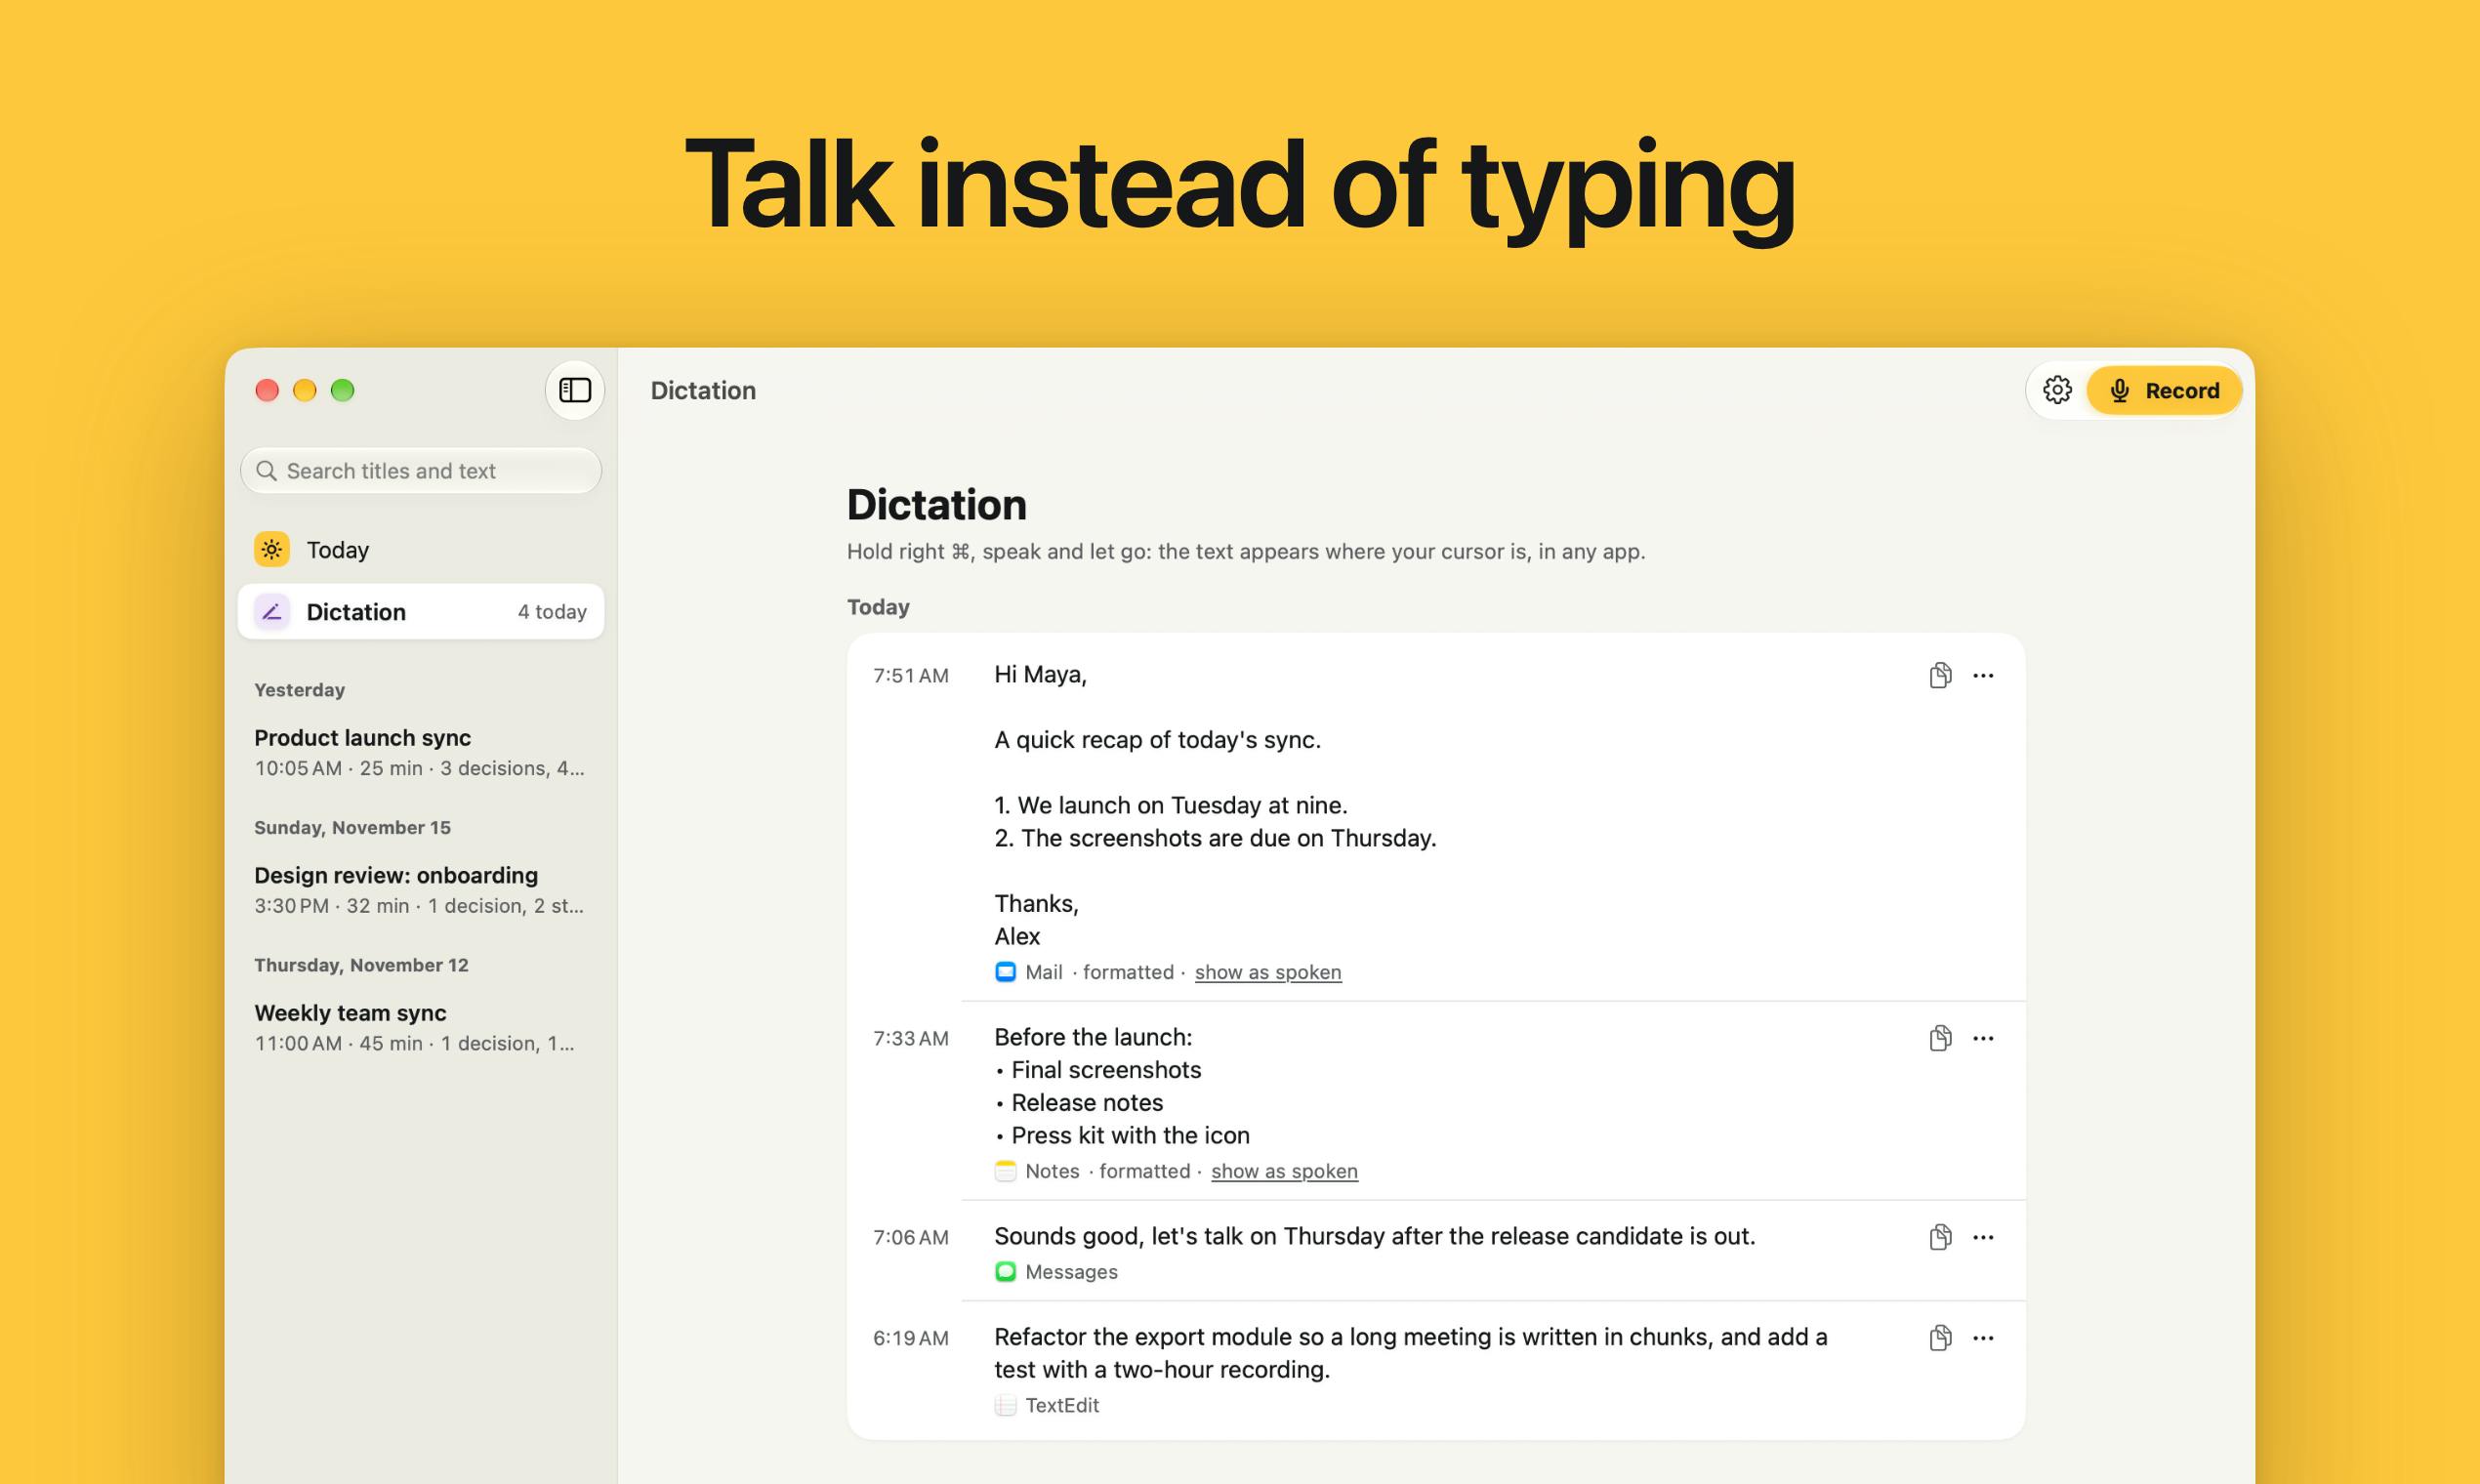 Talk instead of typing
Dictation
Record
Search titles and text
Today
Dictation 4 today
Yesterday
Product launch sync
10:05 AM · 25 min · 3 decisions, 4...
Sunday, November 15
Design review: onboarding
3:30 PM · 32 min · 1 decision, 2 st...
Thursday, November 12
Weekly team sync
11:00 AM · 45 min · 1 decision, 1...
Dictation
Hold right ⌘, speak and let go: the text appears where your cursor is, in any app.
Today
7:51 AM Hi Maya,
A quick recap of today's sync.
1. We launch on Tuesday at nine.
2. The screenshots are due on Thursday.
Thanks,
Alex
Mail · formatted · show as spoken
7:33 AM Before the launch:
• Final screenshots
• Release notes
• Press kit with the icon
Notes · formatted · show as spoken
7:06 AM Sounds good, let's talk on Thursday after the release candidate is out.
Messages
6:19 AM Refactor the export module so a long meeting is written in chunks, and add a
test with a two-hour recording.
TextEdit